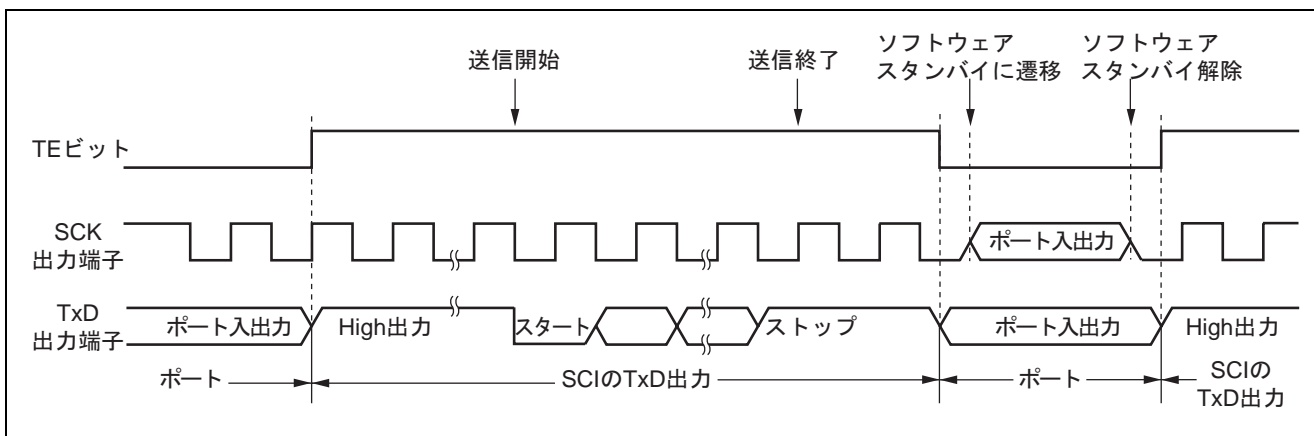 送信開始
送信終了
ソフトウェア
スタンバイに遷移
ソフトウェア
スタンバイ解除
TEビット
SCK
出力端子
ポート入出力
TxD
出力端子
ポート入出力
High出力
スタート
ストップ
ポート入出力
High出力
ポート
SCIのTxD出力
ポート
SCIの
TxD出力